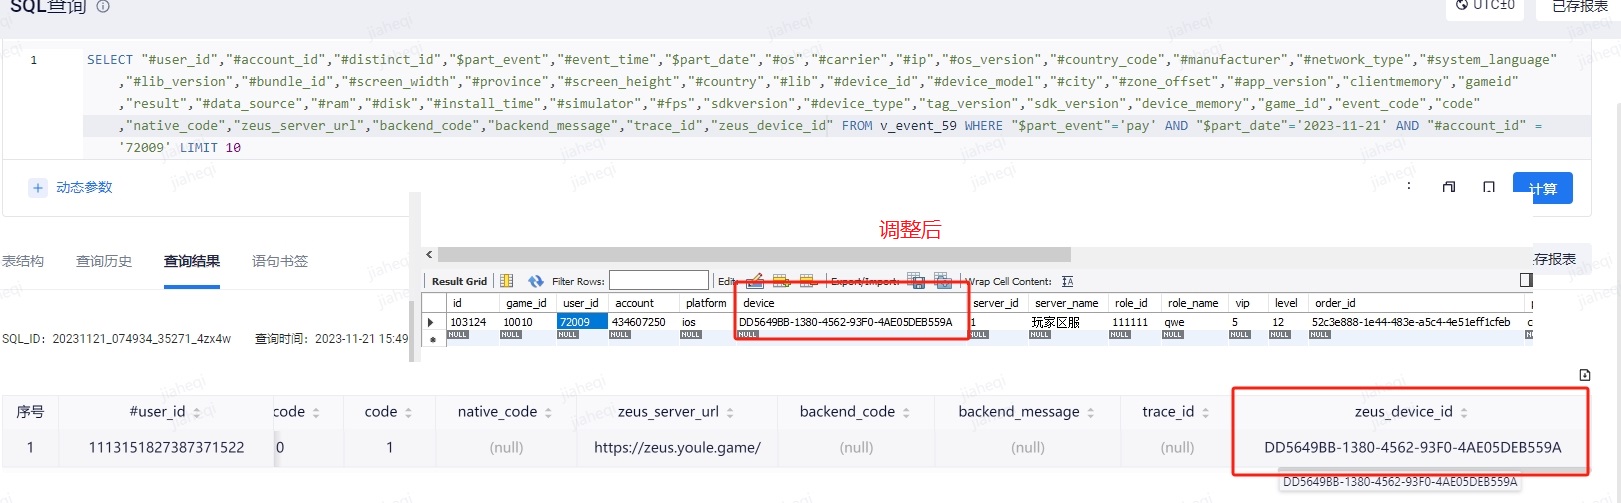 SQL查询
UTC±0
已存报表
1
SELECT "#user_id","#account_id","#distinct_id","$part_event","#event_time","$part_date","#os","#carrier","#ip","#os_version","#country_code","#manufacturer","#network_type","#system_language"
,"#lib_version","#bundle_id","#screen_width","#province","#screen_height","#country","#lib","#device_id","#device_model","#city","#zone_offset","#app_version","clientmemory","gameid"
,"result","#data_source","#ram","#disk","#install_time","#simulator","#fps","sdkversion","#device_type","tag_version","sdk_version","device_memory","game_id","event_code","code"
,"native_code","zeus_server_url","backend_code","backend_message","trace_id","zeus_device_id" FROM v_event_59 WHERE "$part_event"='pay' AND "$part_date"='2023-11-21' AND "#account_id" =
'72009' LIMIT 10
动态参数
计算
调整后
表结构 查询历史 查询结果 语句书签
存报表
Result Grid Filter Rows: Edit: Export/Import: Wrap Cell Content:
id game_id user_id account platform device server_id server_name role_id role_name vip level order_id
103124 10010 72009 434607250 ios DD5649BB-1380-4562-93F0-4AE05DEB559A 1 玩家区服 111111 qwe 5 12 52c3e888-1e44-483e-a5c4-4e51eff1cfeb c
NULL NULL NULL NULL NULL NULL NULL NULL NULL NULL NULL NULL NULL
SQL_ID：20231121_074934_35271_4zx4w 查询时间：2023-11-21 15:49
序号 #user_id code code native_code zeus_server_url backend_code backend_message trace_id zeus_device_id
1 1113151827387371522 0 1 (null) https://zeus.youle.game/ (null) (null) (null) DD5649BB-1380-4562-93F0-4AE05DEB559A
DD5649BB-1380-4562-93F0-4AE05DEB559A
jiaheqi